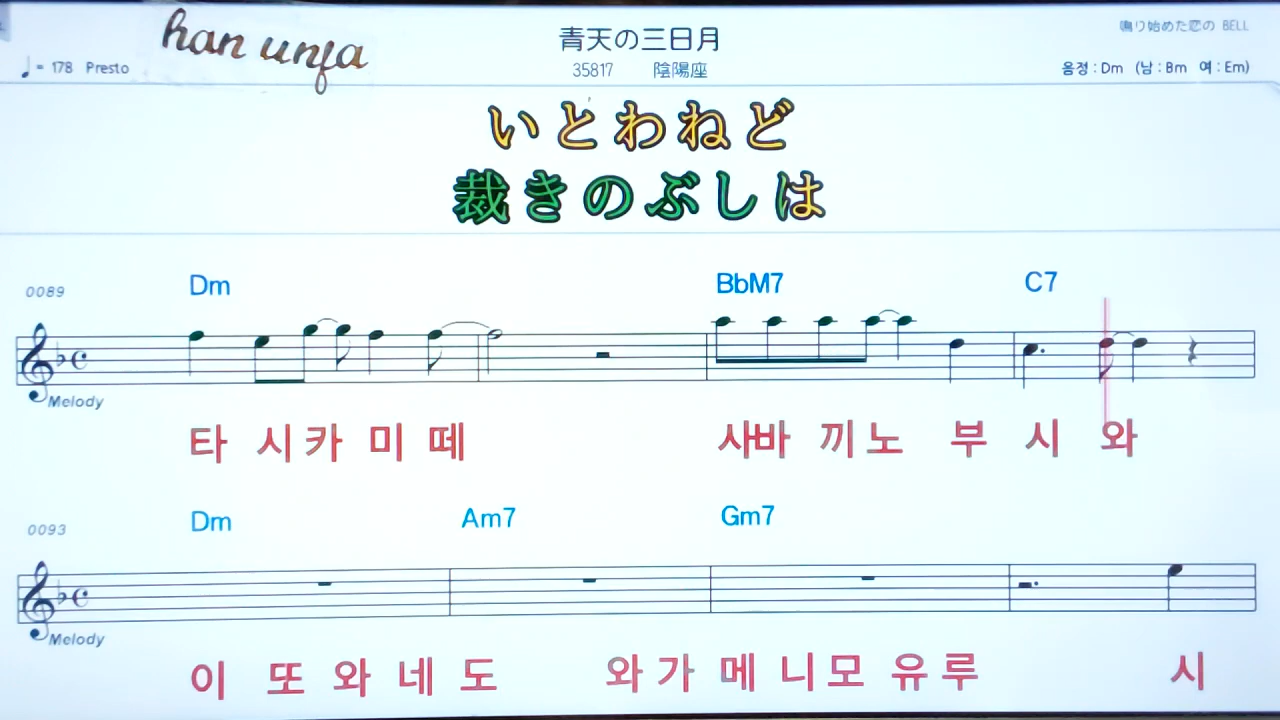 han unfa
青天の三日月
鳴り始めた恋の BELL
♩= 178 Presto
35817 陰陽座
음정 : Dm (남 : Bm 여 : Em)
いとわねど
裁きのぶしは
0089
Dm BbM7 C7
Melody
타 시 카 미 떼 사바 끼 노 부 시 와
0093
Dm Am7 Gm7
Melody
이 또 와 네 도 와 가 메 니 모 유 루 시